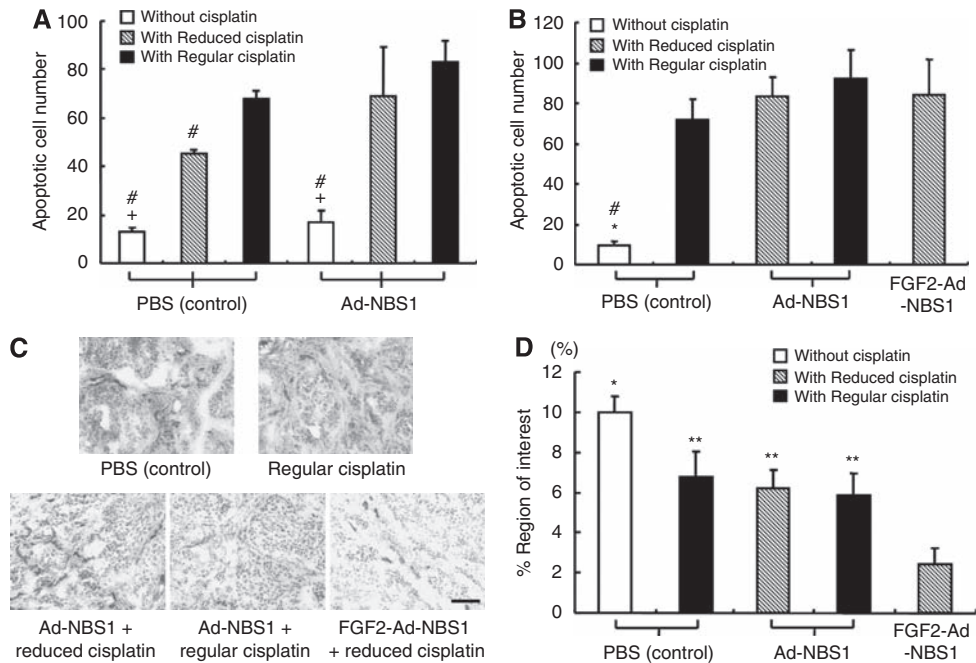 A
100
80
60
40
20
0
Apoptotic cell number
Without cisplatin
With Reduced cisplatin
With Regular cisplatin
#
+
#
#
+
PBS (control)
Ad-NBS1
B
120
100
80
60
40
20
0
Apoptotic cell number
Without cisplatin
With Reduced cisplatin
With Regular cisplatin
#
*
PBS (control)
Ad-NBS1
FGF2-Ad
-NBS1
C
PBS (control)
Regular cisplatin
Ad-NBS1 +
reduced cisplatin
Ad-NBS1 +
regular cisplatin
FGF2-Ad-NBS1
+ reduced cisplatin
D
(%)
12
10
8
6
4
2
0
% Region of interest
Without cisplatin
With Reduced cisplatin
With Regular cisplatin
*
**
**
**
PBS (control)
Ad-NBS1
FGF2-Ad
-NBS1